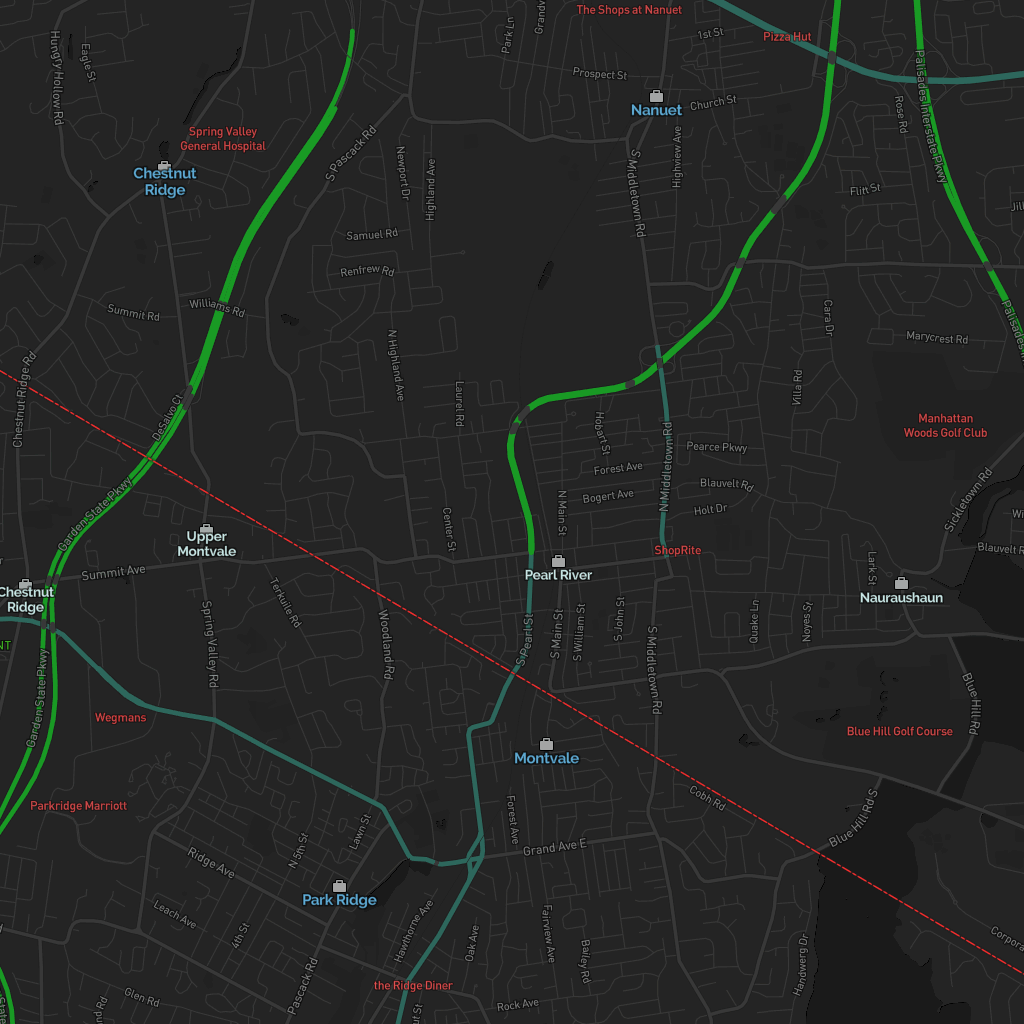 The Shops at Nanuet
Park Ln
1st St
Pizza Hut
Hungry Hollow Rd
Eagle St
Prospect St
Palisades Interstate Pkwy
Nanuet
Church St
Rose Rd
Spring Valley
General Hospital
S Pascack Rd
Newport Dr
Highland Ave
S Middletown Rd
Highview Ave
Chestnut
Ridge
Flitt St
Samuel Rd
Renfrew Rd
Summit Rd
Williams Rd
Cara Dr
Marycrest Rd
N Highland Ave
Laurel Rd
Villa Rd
Chestnut Ridge Rd
DeSalvo Ct
Hobart St
N Middletown Rd
Pearce Pkwy
Manhattan
Woods Golf Club
Forest Ave
Bogert Ave
Blauvelt Rd
Holt Dr
Garden State Pkwy
Center St
N Main St
Sickletown Rd
Upper
Montvale
ShopRite
Blauvelt Rd
Summit Ave
Pearl River
Lark St
Nauraushaun
Chestnut
Ridge
Terkuile Rd
Spring Valley Rd
Woodland Rd
S Pearl St
S Main St
S William St
S John St
S Middletown Rd
Quake Ln
Noyes St
NT
Garden State Pkwy
Wegmans
Blue Hill Rd
Blue Hill Golf Course
Montvale
Parkridge Marriott
Cobh Rd
Blue Hill Rd S
Forest Ave
Grand Ave E
N 5th St
Lawn St
Ridge Ave
Park Ridge
Leach Ave
4th St
Hawthorne Ave
Oak Ave
Fairview Ave
Bailey Rd
Handwerg Dr
Pascack Rd
the Ridge Diner
Glen Rd
Rock Ave